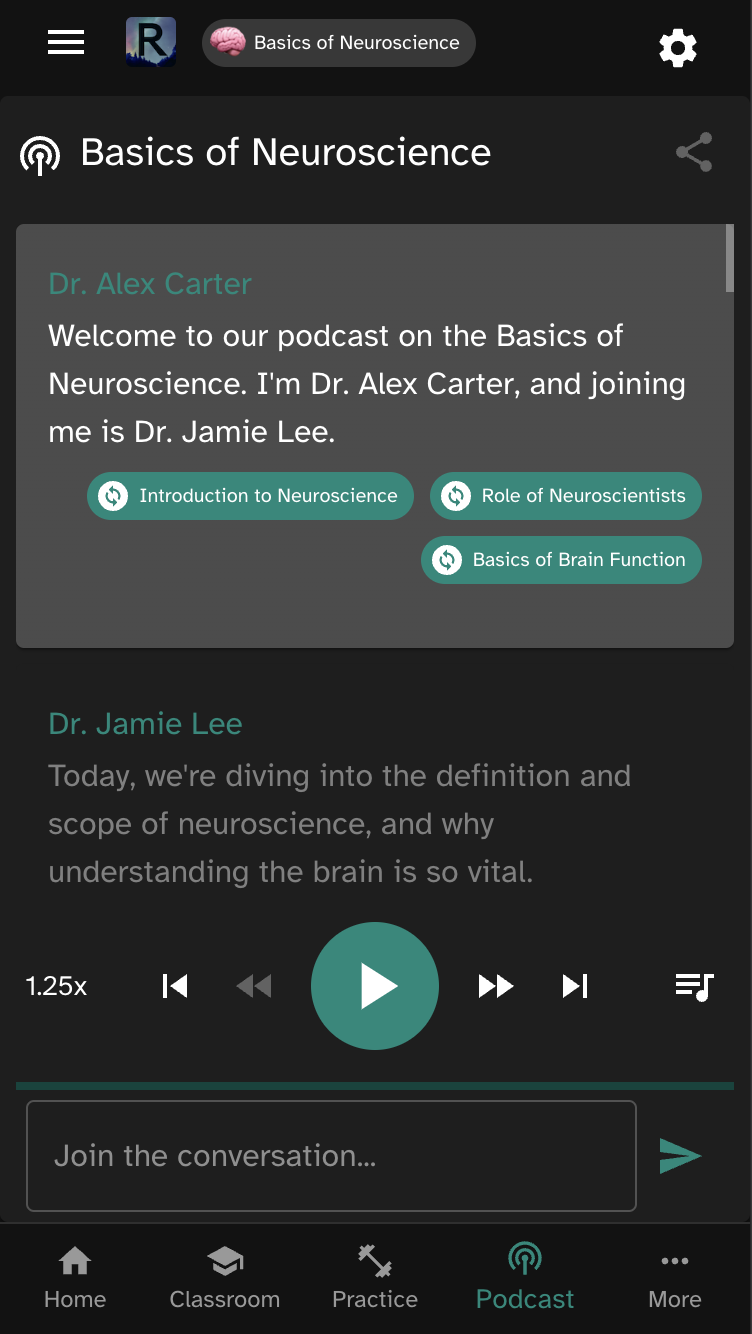 R
Basics of Neuroscience
Basics of Neuroscience
Dr. Alex Carter
Welcome to our podcast on the Basics of
Neuroscience. I'm Dr. Alex Carter, and joining
me is Dr. Jamie Lee.
Introduction to Neuroscience
Role of Neuroscientists
Basics of Brain Function
Dr. Jamie Lee
Today, we're diving into the definition and
scope of neuroscience, and why
understanding the brain is so vital.
1.25x
Join the conversation...
Home
Classroom
Practice
Podcast
More